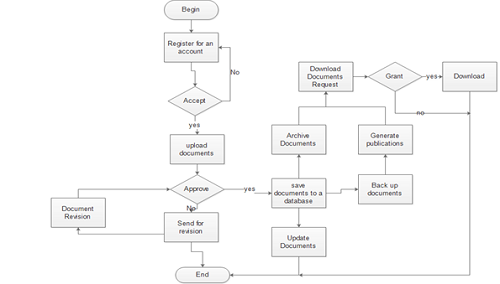 Begin
Register for an
account
No
Accept
yes
upload
documents
Approve
yes
No
Document
Revision
Send for
revision
End
Download
Documents
Request
Grant
yes
Download
no
Archive
Documents
Generate
publications
save
documents to a
database
Back up
documents
Update
Documents